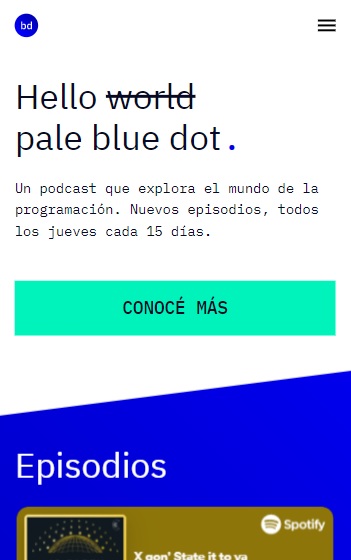 bd
Hello world
pale blue dot.
Un podcast que explora el mundo de la
programación. Nuevos episodios, todos
los jueves cada 15 días.
CONOCÉ MÁS
Episodios
Spotify
X gon' State it to ya